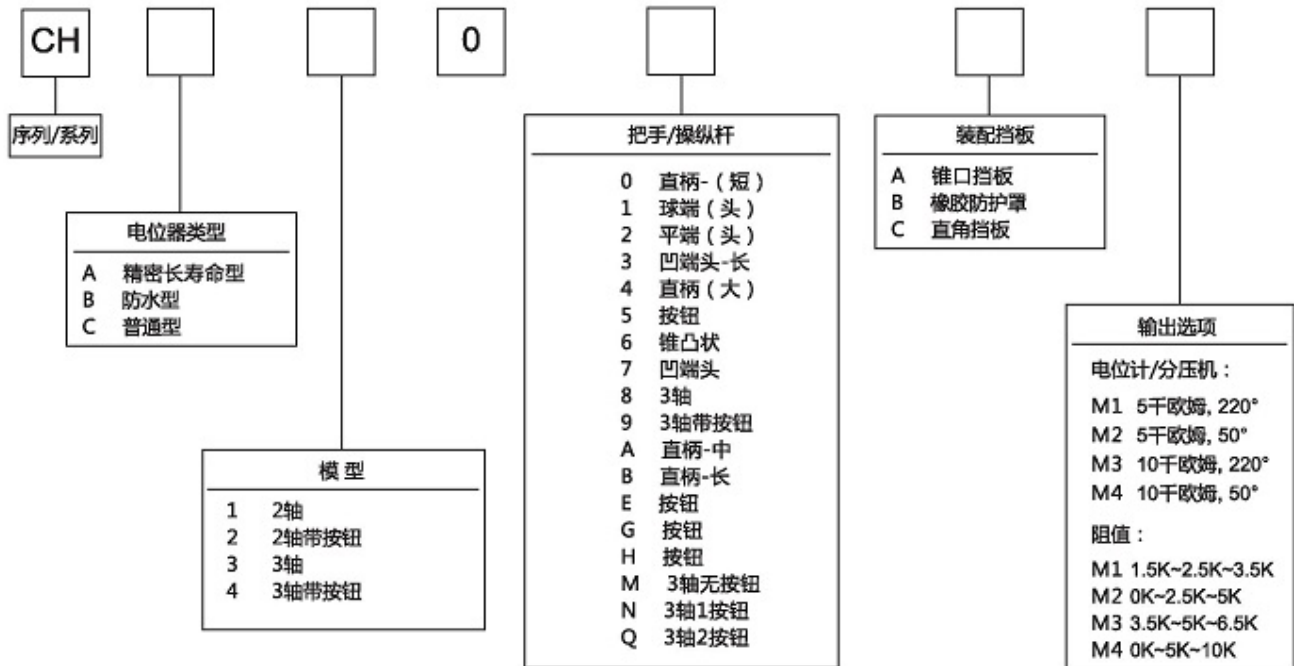 CH
0
序列/系列
电位器类型
A 精密长寿命型
B 防水型
C 普通型
模 型
1 2轴
2 2轴带按钮
3 3轴
4 3轴带按钮
把手/操纵杆
0 直柄-（短）
1 球端（头）
2 平端（头）
3 凹端头-长
4 直柄（大）
5 按钮
6 锥凸状
7 凹端头
8 3轴
9 3轴带按钮
A 直柄-中
B 直柄-长
E 按钮
G 按钮
H 按钮
M 3轴无按钮
N 3轴1按钮
Q 3轴2按钮
装配挡板
A 锥口挡板
B 橡胶防护罩
C 直角挡板
输出选项
电位计/分压机：
M1 5千欧姆, 220°
M2 5千欧姆, 50°
M3 10千欧姆, 220°
M4 10千欧姆, 50°
阻值：
M1 1.5K~2.5K~3.5K
M2 0K~2.5K~5K
M3 3.5K~5K~6.5K
M4 0K~5K~10K